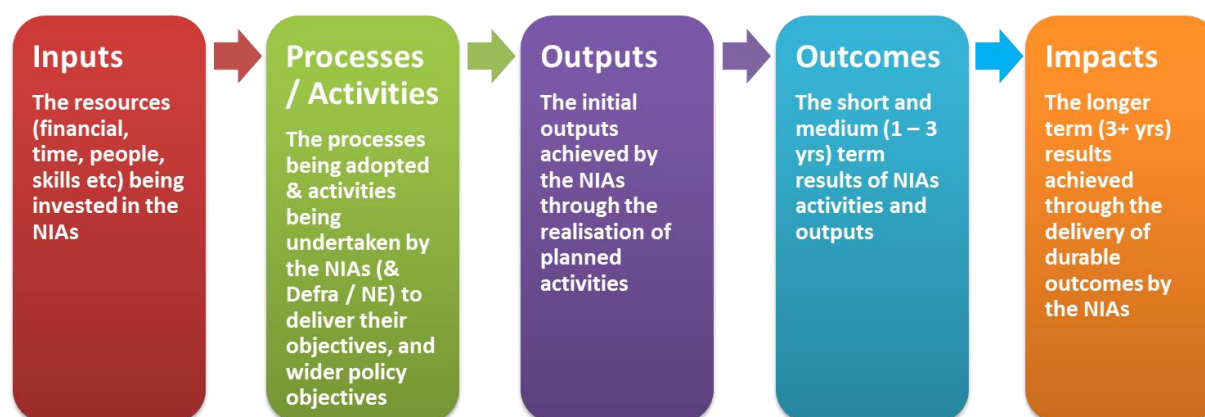 Inputs
The resources
(financial,
time, people,
skills etc) being
invested in the
NIAs
Processes
/ Activities
The processes
being adopted
& activities
being
undertaken by
the NIAs (&
Defra / NE) to
deliver their
objectives, and
wider policy
objectives
Outputs
The initial
outputs
achieved by
the NIAs
through the
realisation of
planned
activities
Outcomes
The short and
medium (1 – 3
yrs) term
results of NIAs
activities and
outputs
Impacts
The longer
term (3+ yrs)
results
achieved
through the
delivery of
durable
outcomes by
the NIAs